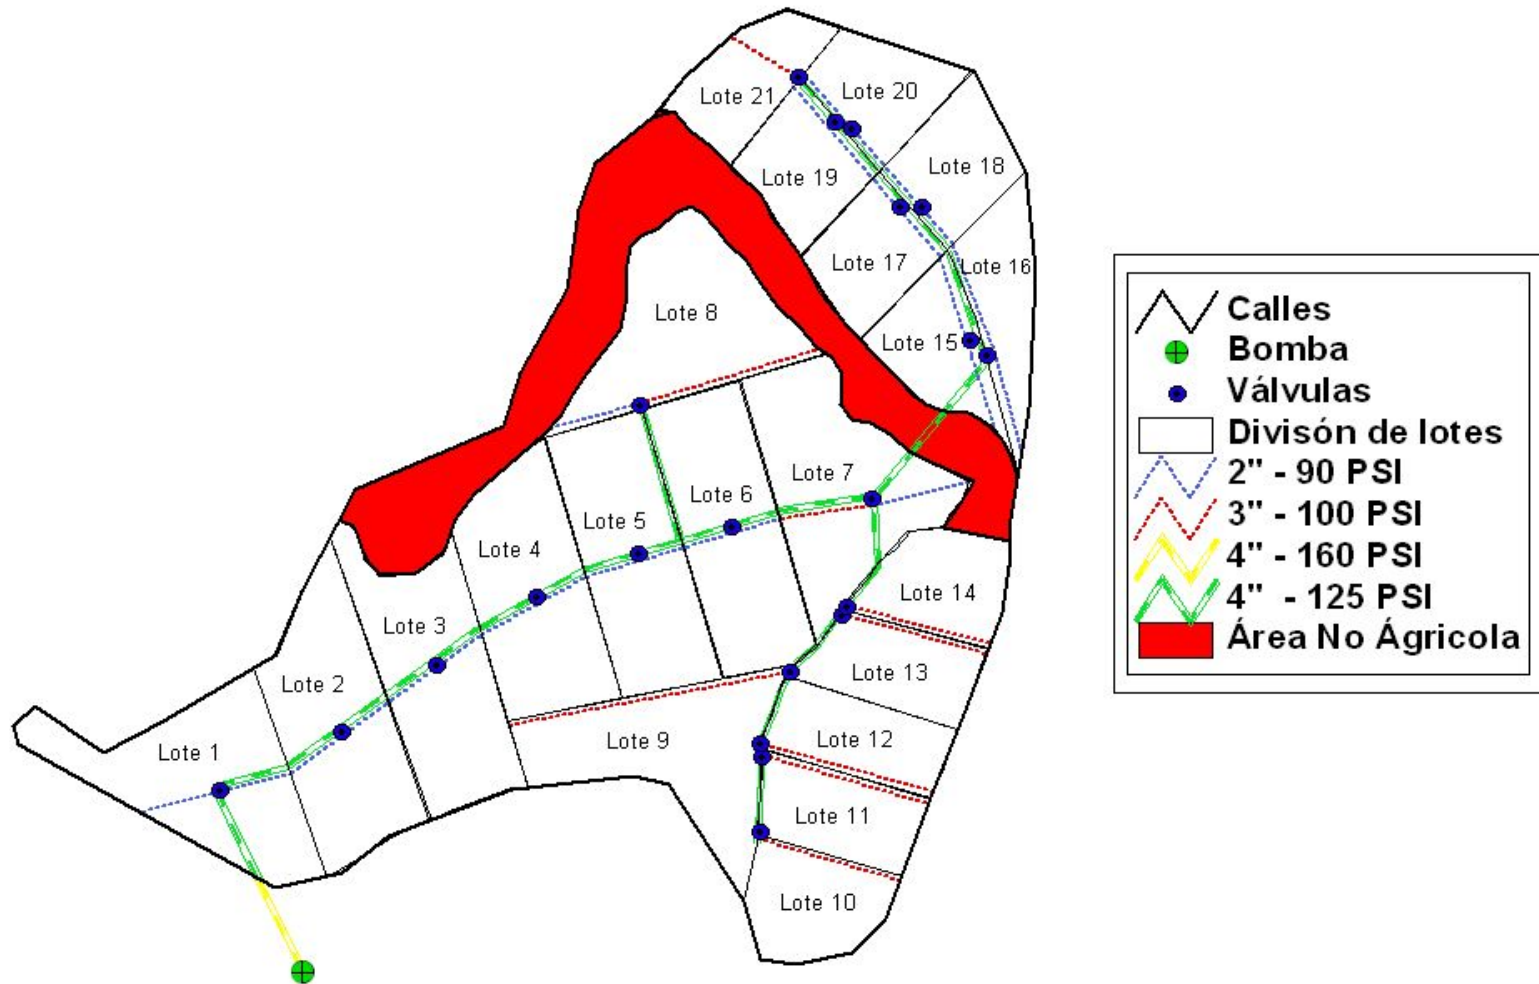 Lote 21
Lote 20
Lote 19
Lote 18
Lote 17
Lote 16
Lote 8
Lote 15
Lote 7
Lote 6
Lote 5
Lote 4
Lote 14
Lote 3
Lote 13
Lote 2
Lote 12
Lote 9
Lote 1
Lote 11
Lote 10
Calles
Bomba
Válvulas
Divisón de lotes
2" - 90 PSI
3" - 100 PSI
4" - 160 PSI
4" - 125 PSI
Área No Ágricola